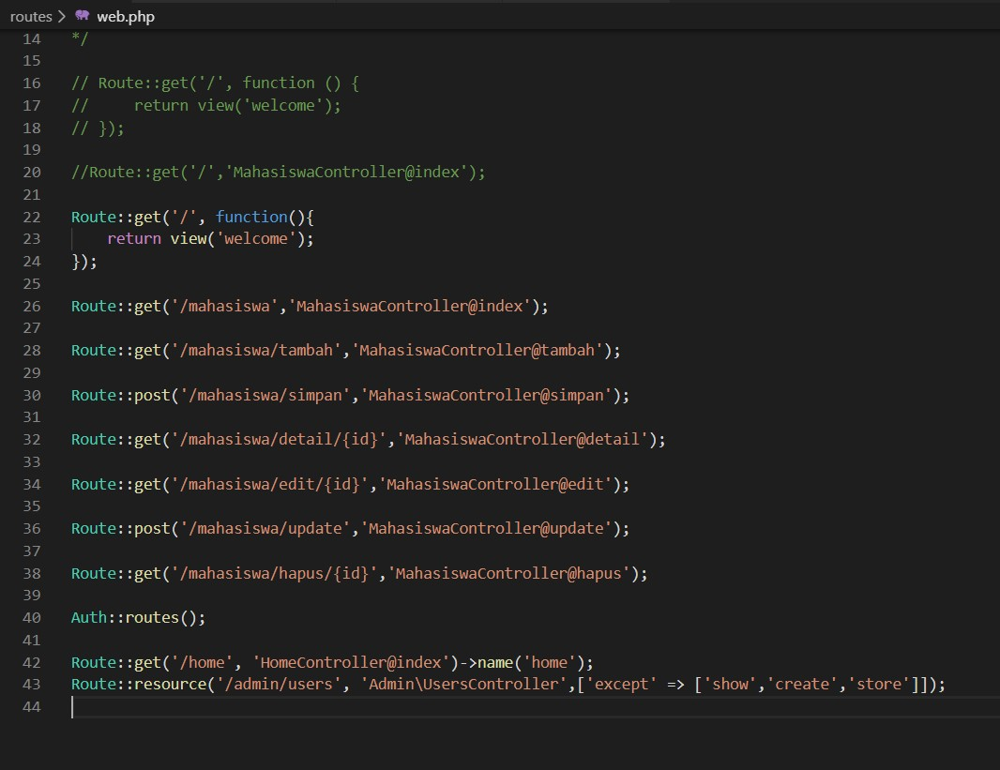 routes > web.php
14 */
15
16 // Route::get('/', function () {
17 //     return view('welcome');
18 // });
19
20 //Route::get('/','MahasiswaController@index');
21
22 Route::get('/', function(){
23     return view('welcome');
24 });
25
26 Route::get('/mahasiswa','MahasiswaController@index');
27
28 Route::get('/mahasiswa/tambah','MahasiswaController@tambah');
29
30 Route::post('/mahasiswa/simpan','MahasiswaController@simpan');
31
32 Route::get('/mahasiswa/detail/{id}','MahasiswaController@detail');
33
34 Route::get('/mahasiswa/edit/{id}','MahasiswaController@edit');
35
36 Route::post('/mahasiswa/update','MahasiswaController@update');
37
38 Route::get('/mahasiswa/hapus/{id}','MahasiswaController@hapus');
39
40 Auth::routes();
41
42 Route::get('/home', 'HomeController@index')->name('home');
43 Route::resource('/admin/users', 'Admin\UsersController',['except' => ['show','create','store']]);
44